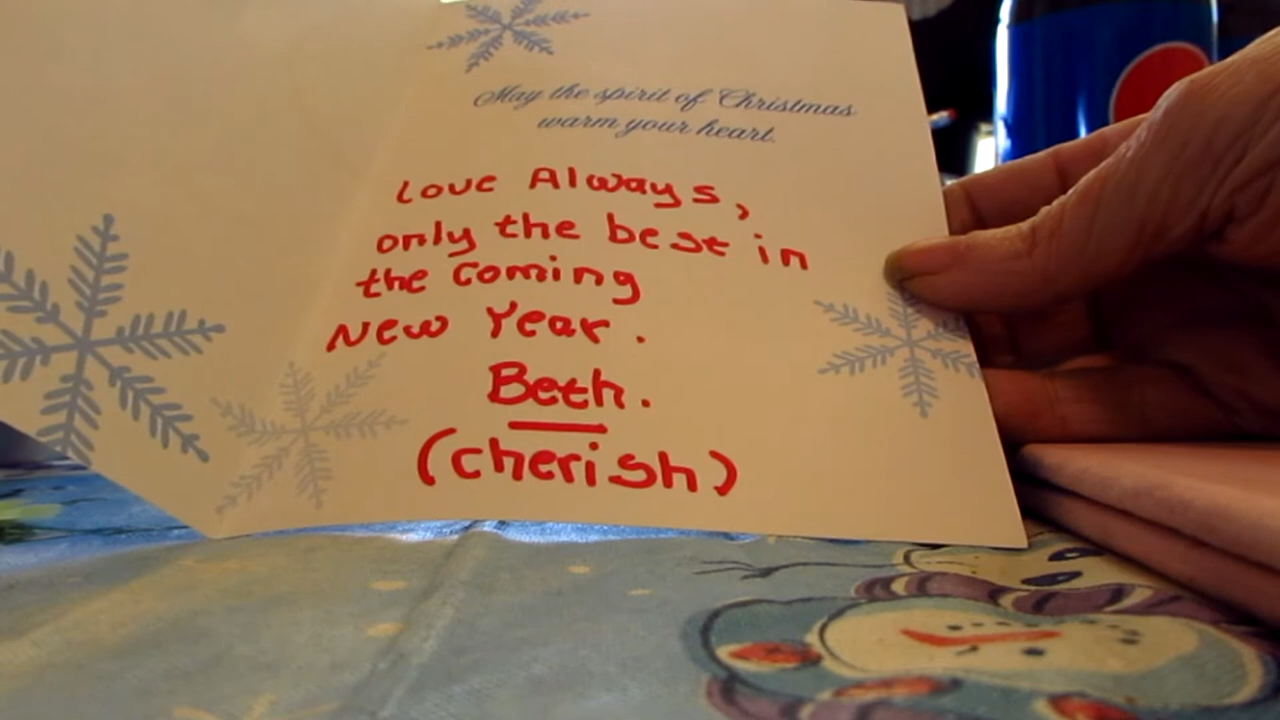 May the spirit of Christmas
warm your heart.
Love Always,
only the best in
the coming
New Year.
Beth.
(cherish)